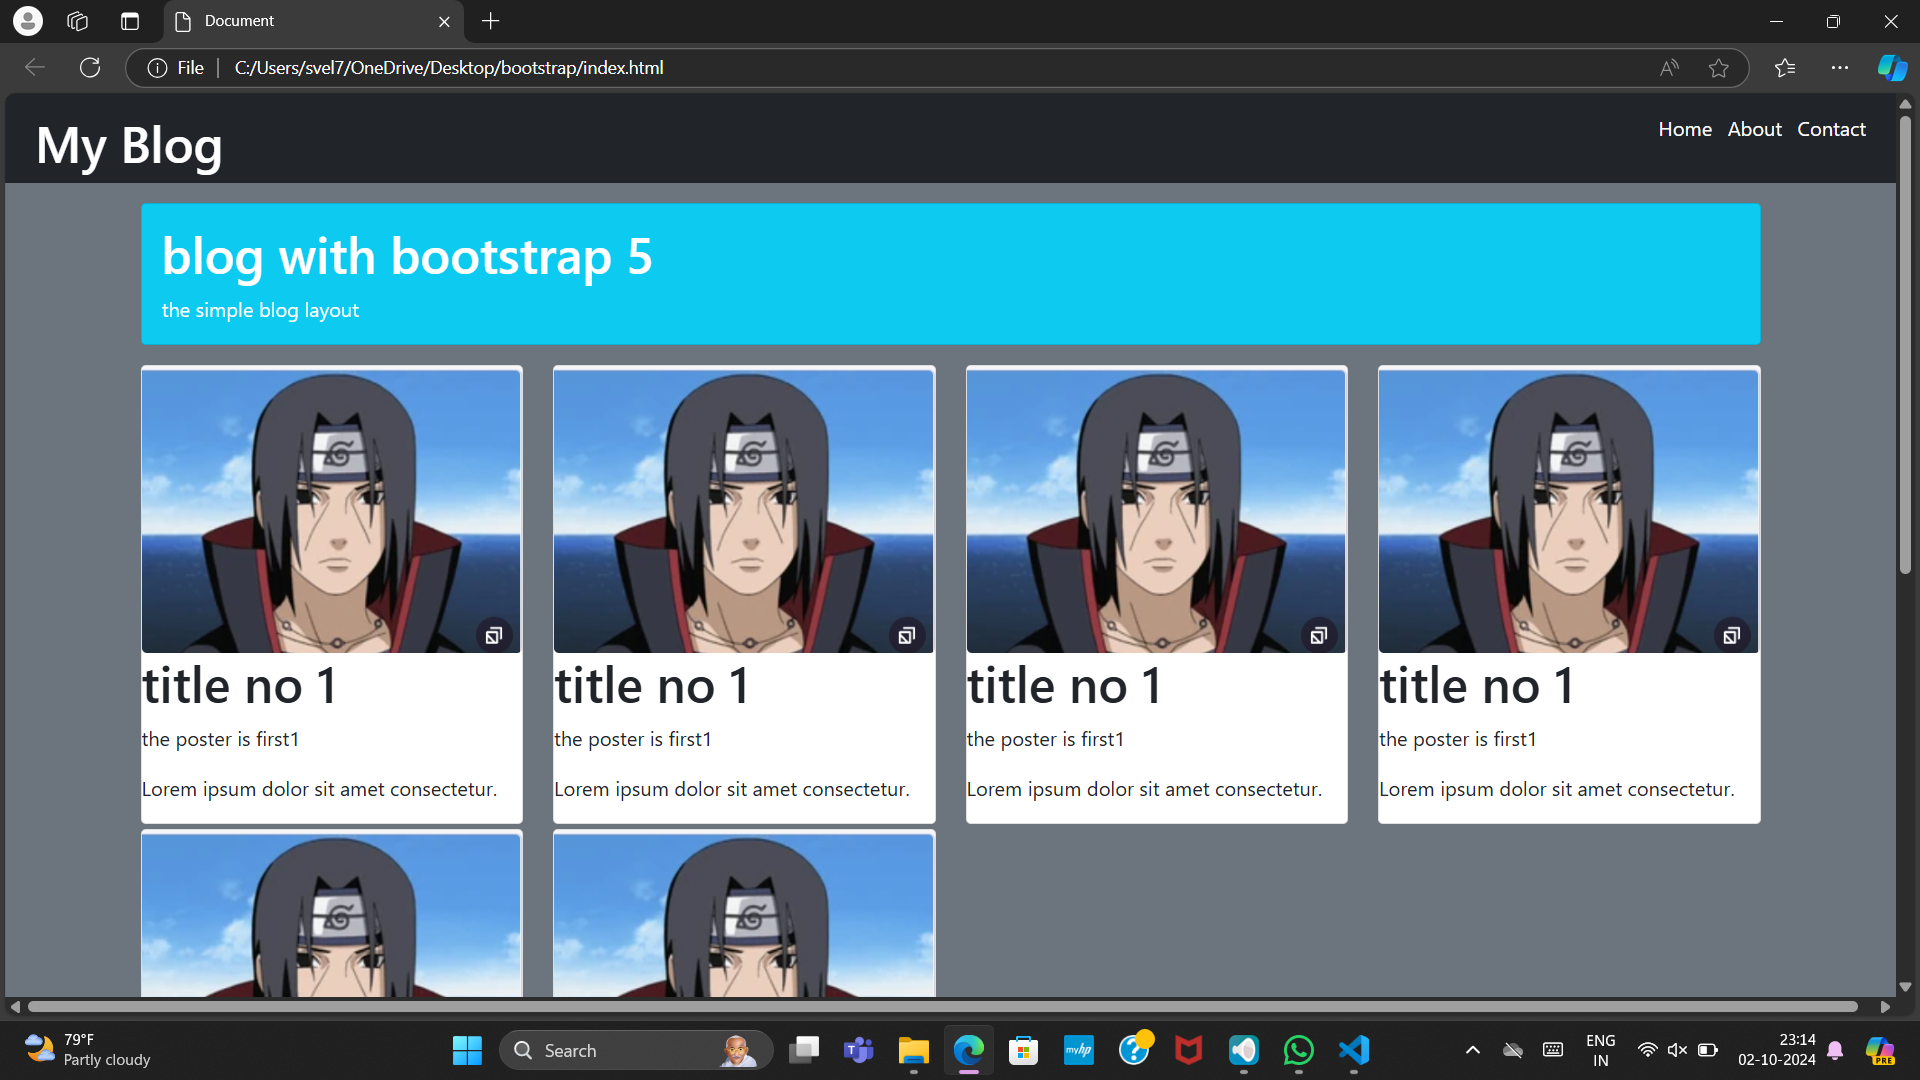 Document
File
C:/Users/svel7/OneDrive/Desktop/bootstrap/index.html
My Blog
Home About Contact
blog with bootstrap 5
the simple blog layout
title no 1
the poster is first1
Lorem ipsum dolor sit amet consectetur.
title no 1
the poster is first1
Lorem ipsum dolor sit amet consectetur.
title no 1
the poster is first1
Lorem ipsum dolor sit amet consectetur.
title no 1
the poster is first1
Lorem ipsum dolor sit amet consectetur.
79°F
Partly cloudy
Search
myhp
ENG
IN
23:14
02-10-2024
PRE